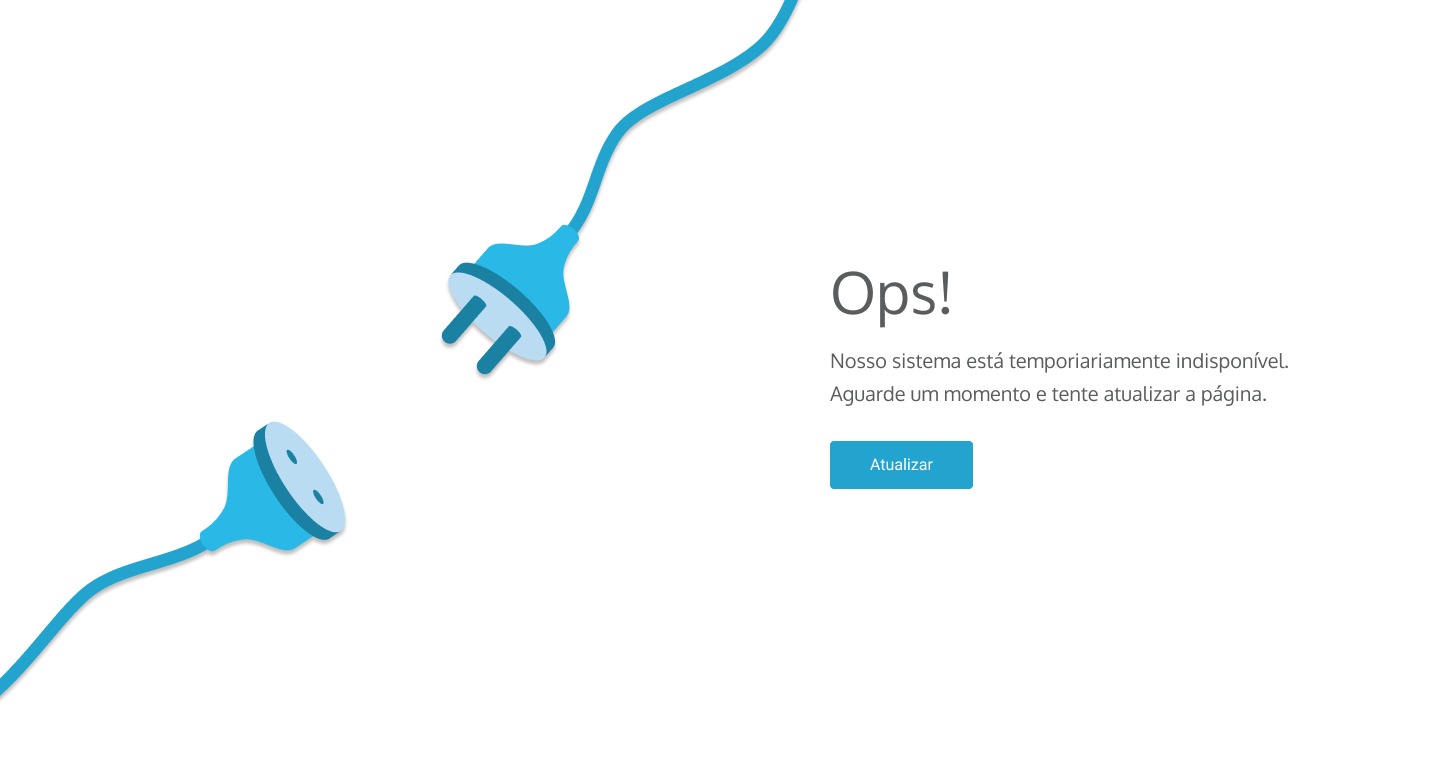 Ops!
Nosso sistema está temporiariamente indisponível.
Aguarde um momento e tente atualizar a página.
Atualizar